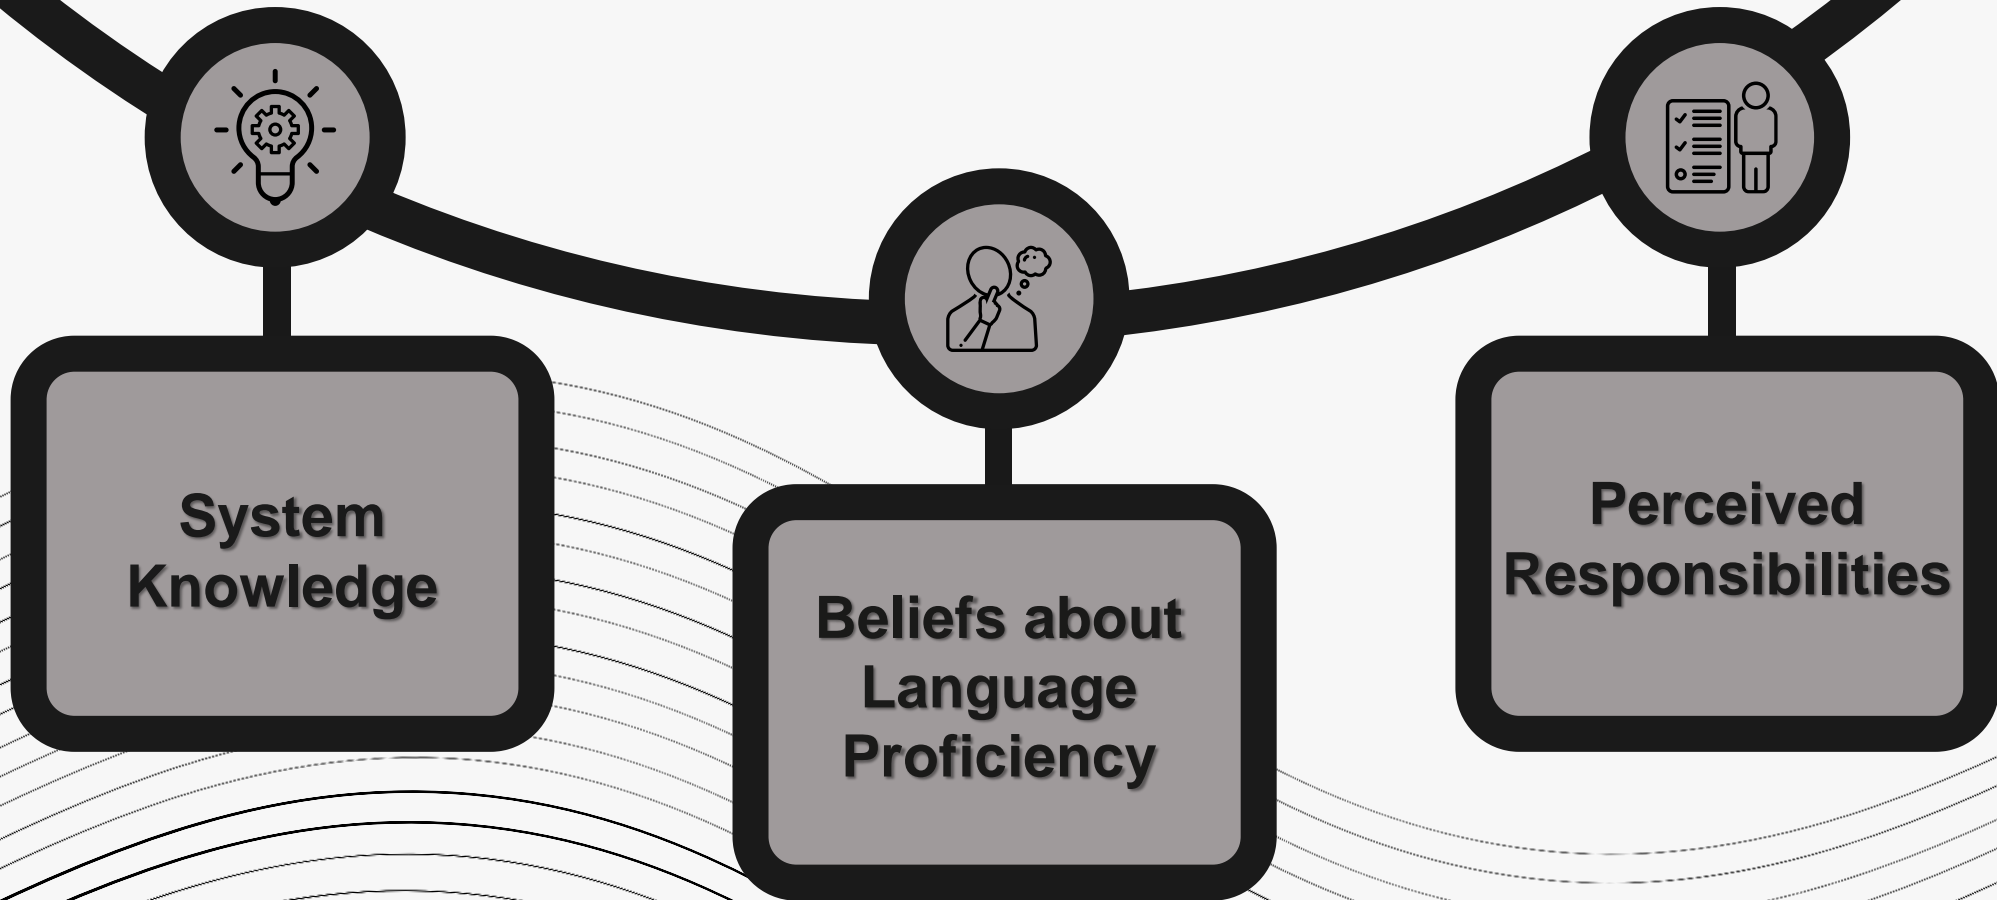 System
Knowledge
Beliefs about
Language
Proficiency
Perceived
Responsibilities